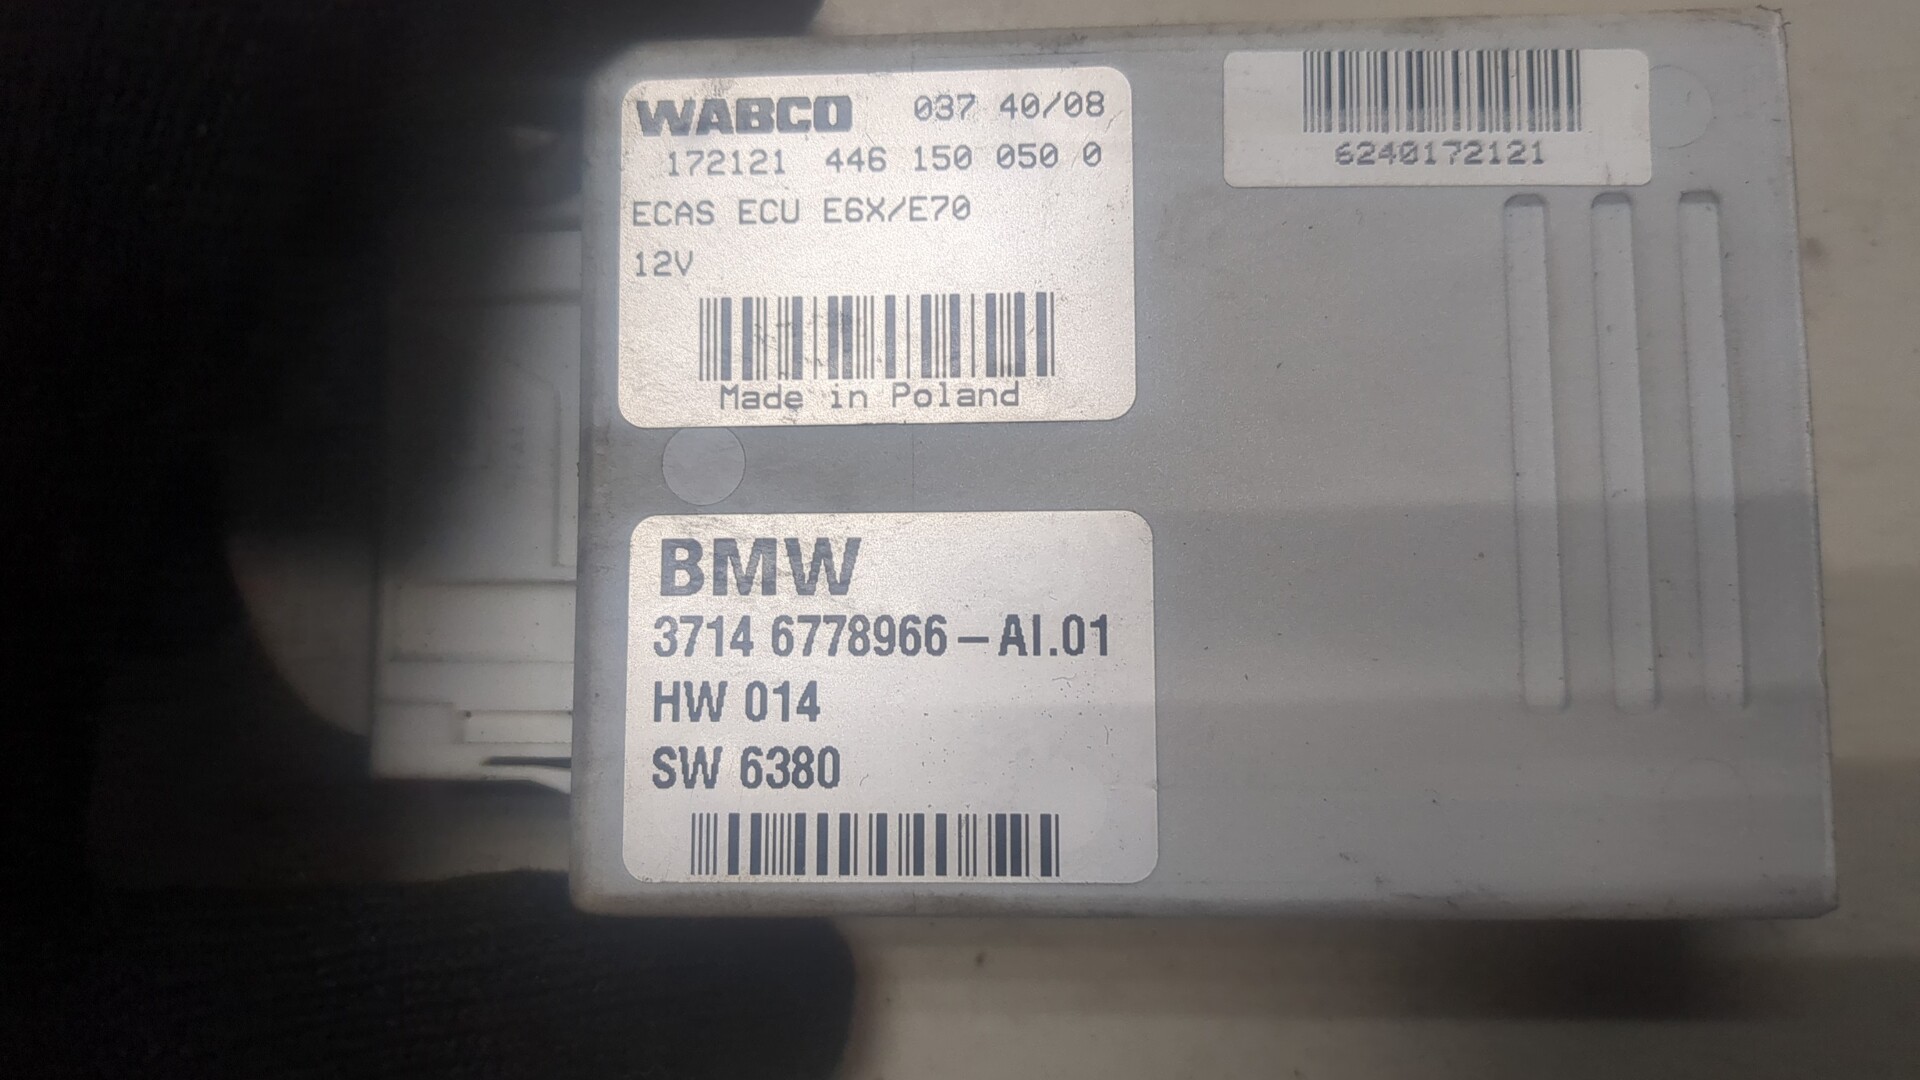 WABCO 037 40/08
172121 446 150 050 0
ECAS ECU E6X/E70
12V
Made in Poland
6240172121
BMW
3714 6778966-AI.01
HW 014
SW 6380